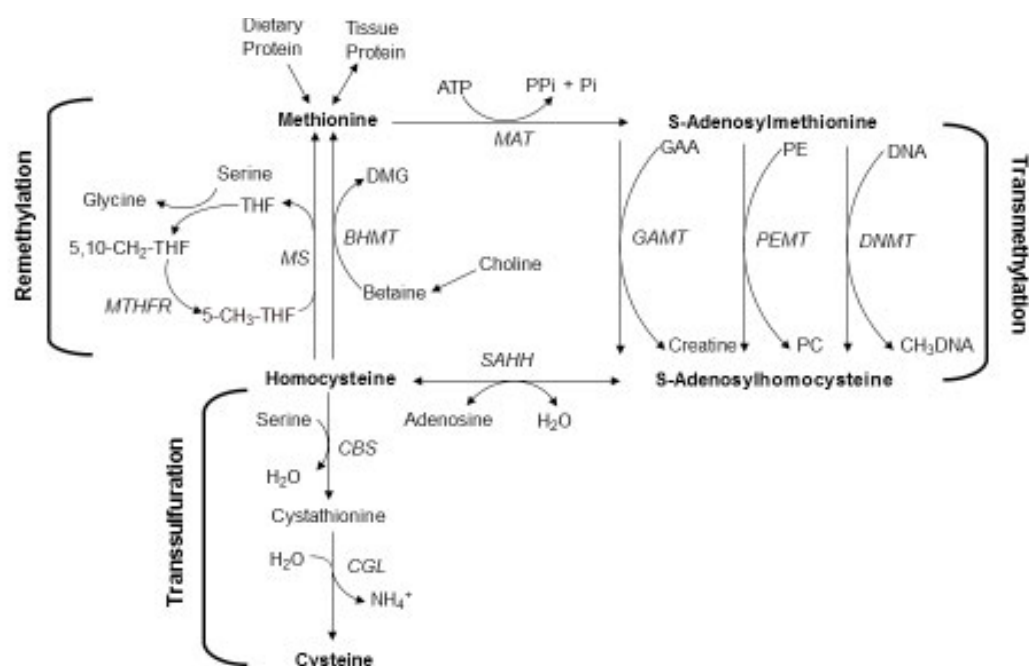 Dietary
Protein
Tissue
Protein
ATP
PPi + Pi
Methionine
MAT
S-Adenosylmethionine
Remethylation
Serine
Glycine
THF
5,10-CH₂-THF
MTHFR
5-CH₃-THF
MS
BHMT
DMG
Choline
Betaine
GAA
PE
DNA
GAMT
PEMT
DNMT
Creatine
PC
CH₃DNA
Transmethylation
SAHH
Homocysteine
S-Adenosylhomocysteine
Adenosine
H₂O
Transsulfuration
Serine
CBS
H₂O
Cystathionine
H₂O
CGL
NH₄⁺
Cysteine